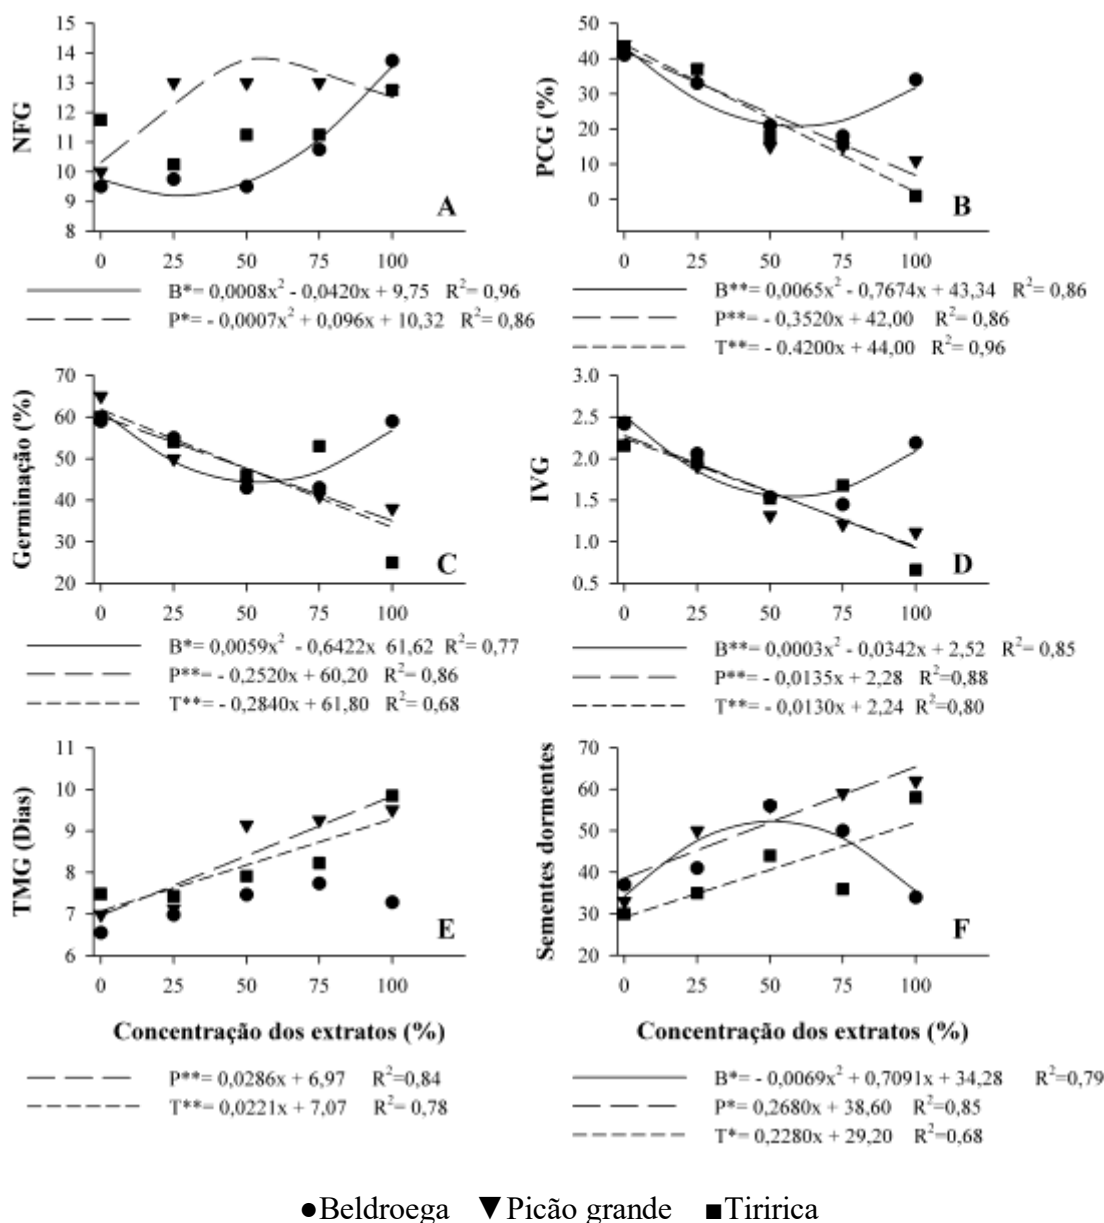 15
14
13
12
11
10
9
8
NFG
A
0 25 50 75 100
B*= 0,0008x² - 0,0420x + 9,75 R²= 0,96
P*= - 0,0007x² + 0,096x + 10,32 R²= 0,86
50
40
30
20
10
0
PCG (%)
B
0 25 50 75 100
B**= 0,0065x² - 0,7674x + 43,34 R²= 0,86
P**= - 0,3520x + 42,00 R²= 0,86
T**= - 0.4200x + 44,00 R²= 0,96
70
60
50
40
30
20
Germinação (%)
C
0 25 50 75 100
B*= 0,0059x² - 0,6422x 61,62 R²= 0,77
P**= - 0,2520x + 60,20 R²= 0,86
T**= - 0,2840x + 61,80 R²= 0,68
3.0
2.5
2.0
1.5
1.0
0.5
IVG
D
0 25 50 75 100
B**= 0,0003x² - 0,0342x + 2,52 R²= 0,85
P**= - 0,0135x + 2,28 R²=0,88
T**= - 0,0130x + 2,24 R²=0,80
11
10
9
8
7
6
TMG (Dias)
E
0 25 50 75 100
Concentração dos extratos (%)
P**= 0,0286x + 6,97 R²=0,84
T**= 0,0221x + 7,07 R²= 0,78
70
60
50
40
30
20
Sementes dormentes
F
0 25 50 75 100
B*= - 0,0069x² + 0,7091x + 34,28 R²=0,79
P*= 0,2680x + 38,60 R²=0,85
T*= 0,2280x + 29,20 R²=0,68
●Beldroega ▼Picão grande ■Tiririca